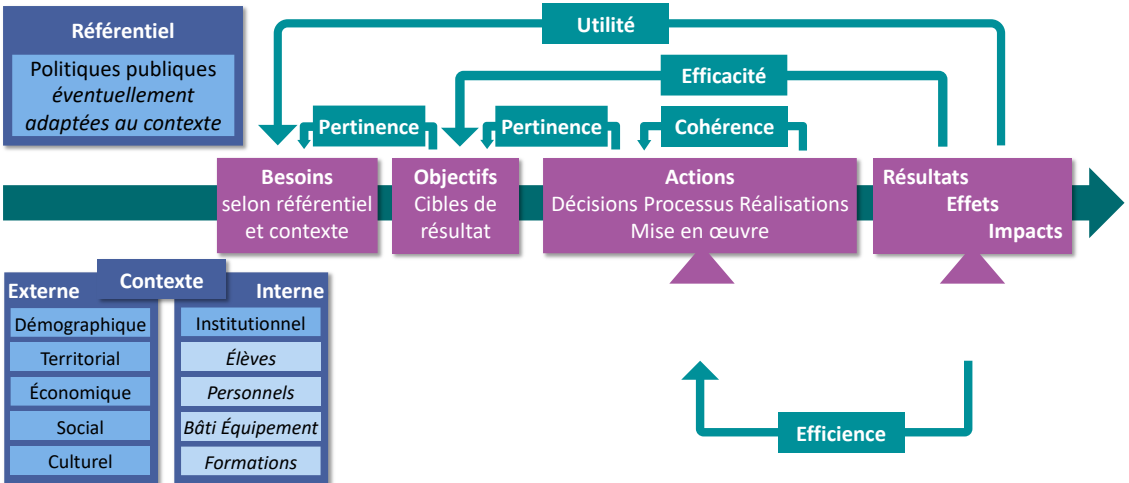 Référentiel
Politiques publiques
éventuellement
adaptées au contexte
Utilité
Efficacité
Pertinence
Pertinence
Cohérence
Besoins
selon référentiel
et contexte
Objectifs
Cibles de
résultat
Actions
Décisions Processus Réalisations
Mise en œuvre
Résultats
Effets
Impacts
Contexte
Externe
Démographique
Territorial
Économique
Social
Culturel
Interne
Institutionnel
Élèves
Personnels
Bâti Équipement
Formations
Efficience